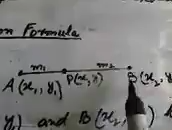 on Formula
m₁ m₂
A(x₁, y₁) P(x, y) B(x₂, y
y₁) and B(x₂,